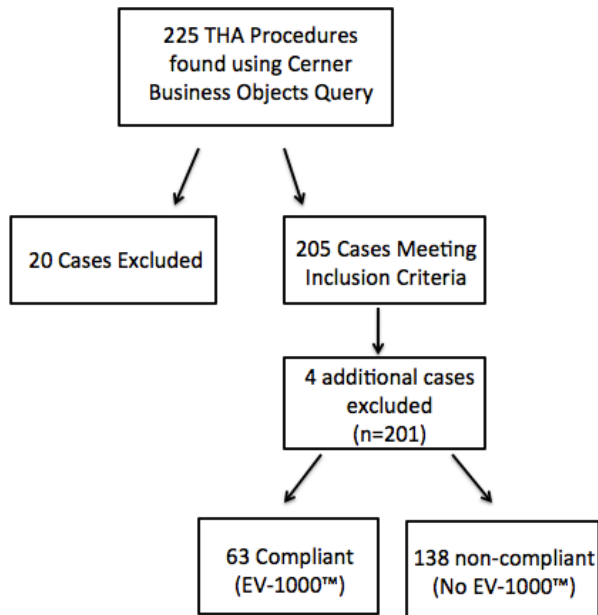 225 THA Procedures
found using Cerner
Business Objects Query
20 Cases Excluded
205 Cases Meeting
Inclusion Criteria
4 additional cases
excluded
(n=201)
63 Compliant
(EV-1000™)
138 non-compliant
(No EV-1000™)